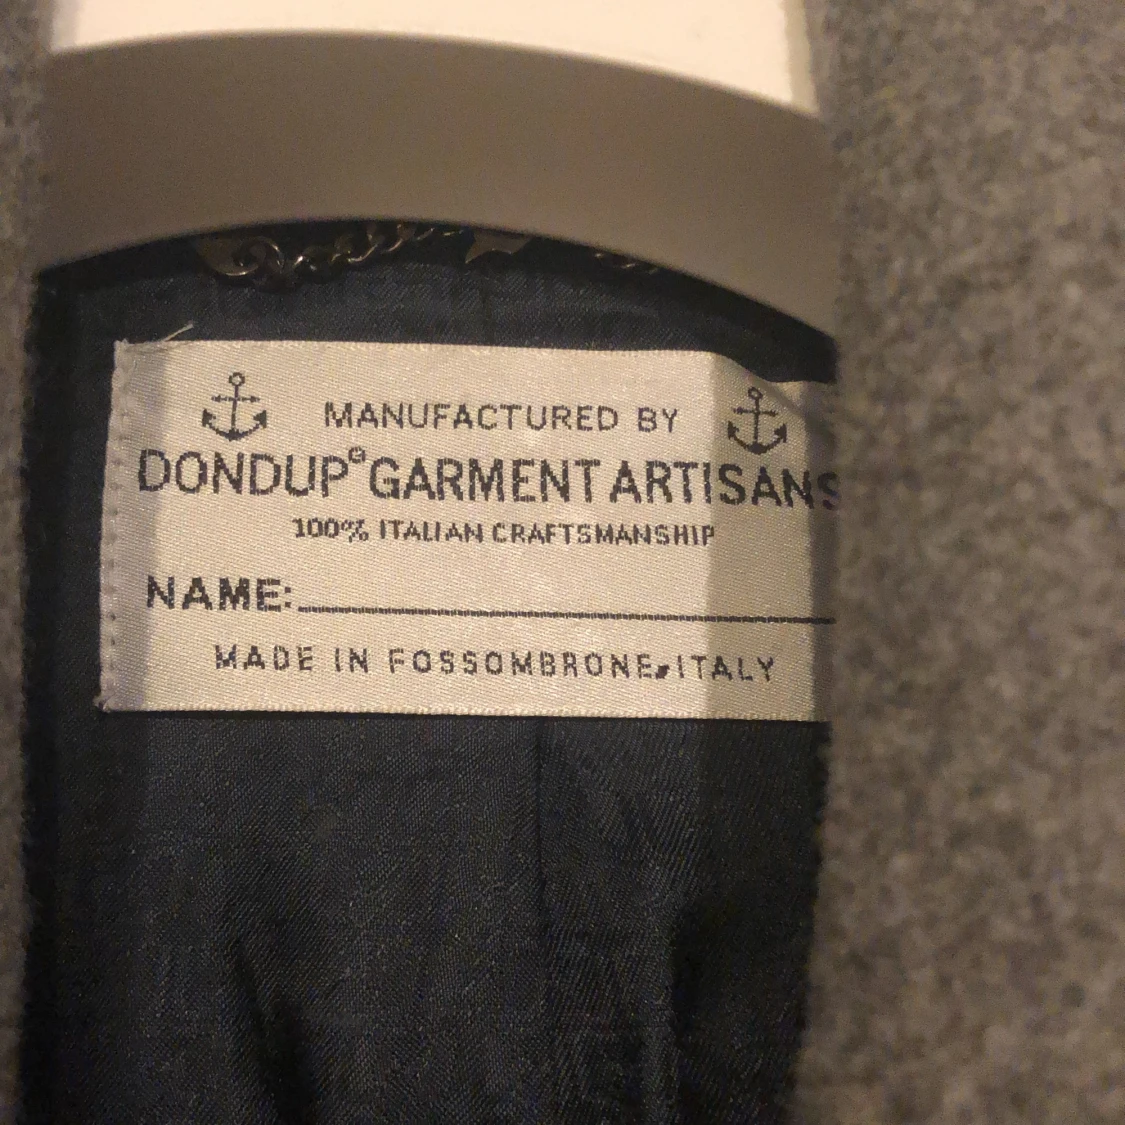 MANUFACTURED BY
DONDUP® GARMENT ARTISANS
100% ITALIAN CRAFTSMANSHIP
NAME:
MADE IN FOSSOMBRONE, ITALY